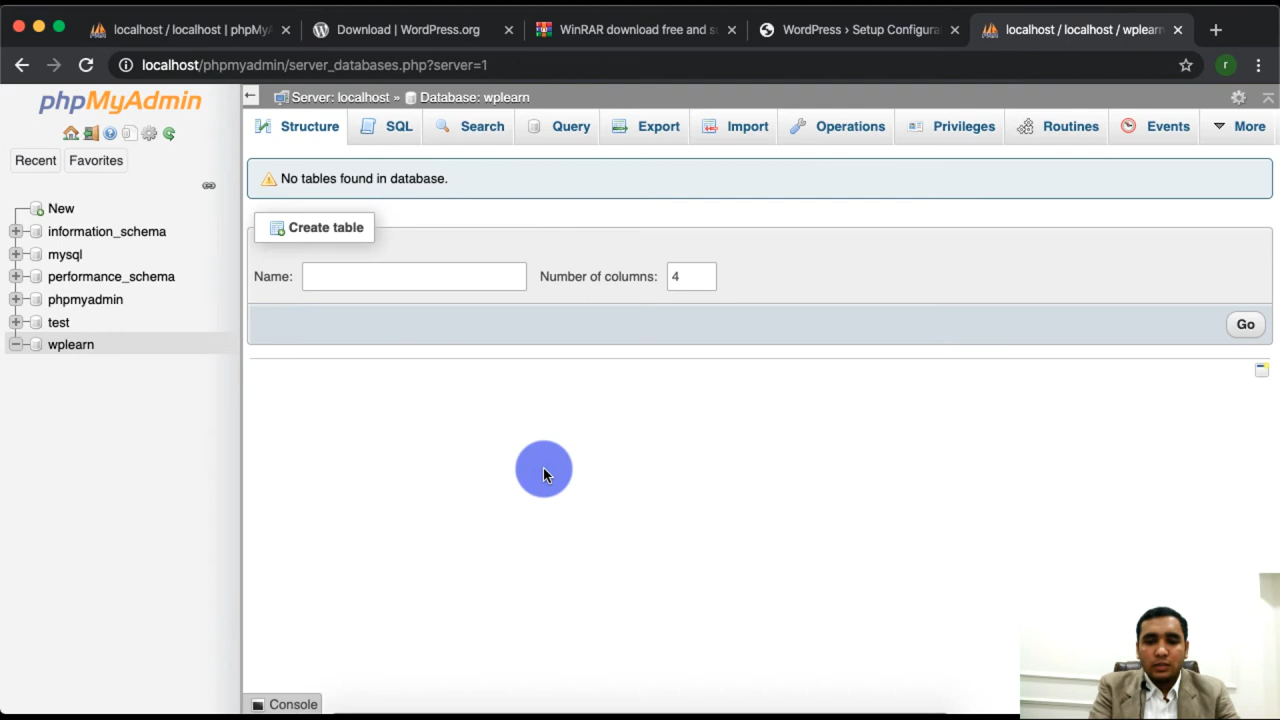 localhost / localhost | phpMyA
Download | WordPress.org
WinRAR download free and su
WordPress › Setup Configura
localhost / localhost / wplearn
localhost/phpmyadmin/server_databases.php?server=1
r
phpMyAdmin
Recent
Favorites
New
information_schema
mysql
performance_schema
phpmyadmin
test
wplearn
Server: localhost » Database: wplearn
Structure
SQL
Search
Query
Export
Import
Operations
Privileges
Routines
Events
More
No tables found in database.
Create table
Name:
Number of columns: 4
Go
Console